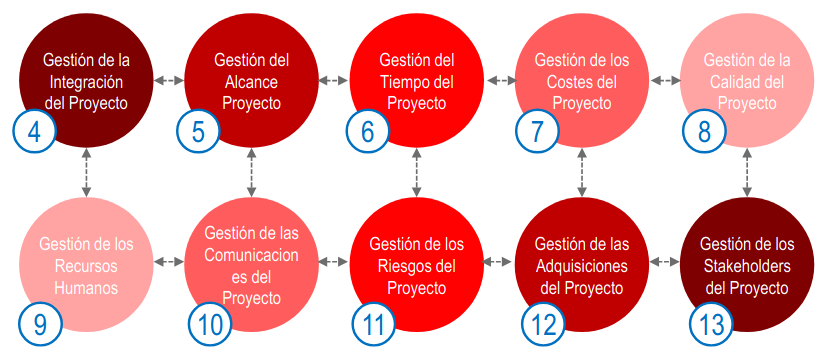 Gestión de la
Integración
del Proyecto
4
Gestión del
Alcance
Proyecto
5
Gestión del
Tiempo del
Proyecto
6
Gestión de los
Costes del
Proyecto
7
Gestión de la
Calidad del
Proyecto
8
Gestión de los
Recursos
Humanos
9
Gestión de las
Comunicacion
es del
Proyecto
10
Gestión de los
Riesgos del
Proyecto
11
Gestión de las
Adquisiciones
del Proyecto
12
Gestión de los
Stakeholders
del Proyecto
13